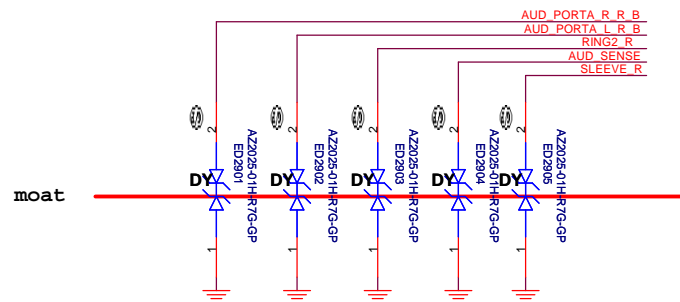 AUD_PORTA_R_R_B
AUD_PORTA_L_R_B
RING2_R
AUD_SENSE
SLEEVE_R
2
2
2
2
2
AZ2025-01H-R7G-GP
ED2901
AZ2025-01H-R7G-GP
ED2902
AZ2025-01H-R7G-GP
ED2903
AZ2025-01H-R7G-GP
ED2904
AZ2025-01H-R7G-GP
ED2905
DY
DY
DY
DY
DY
moat
1
1
1
1
1